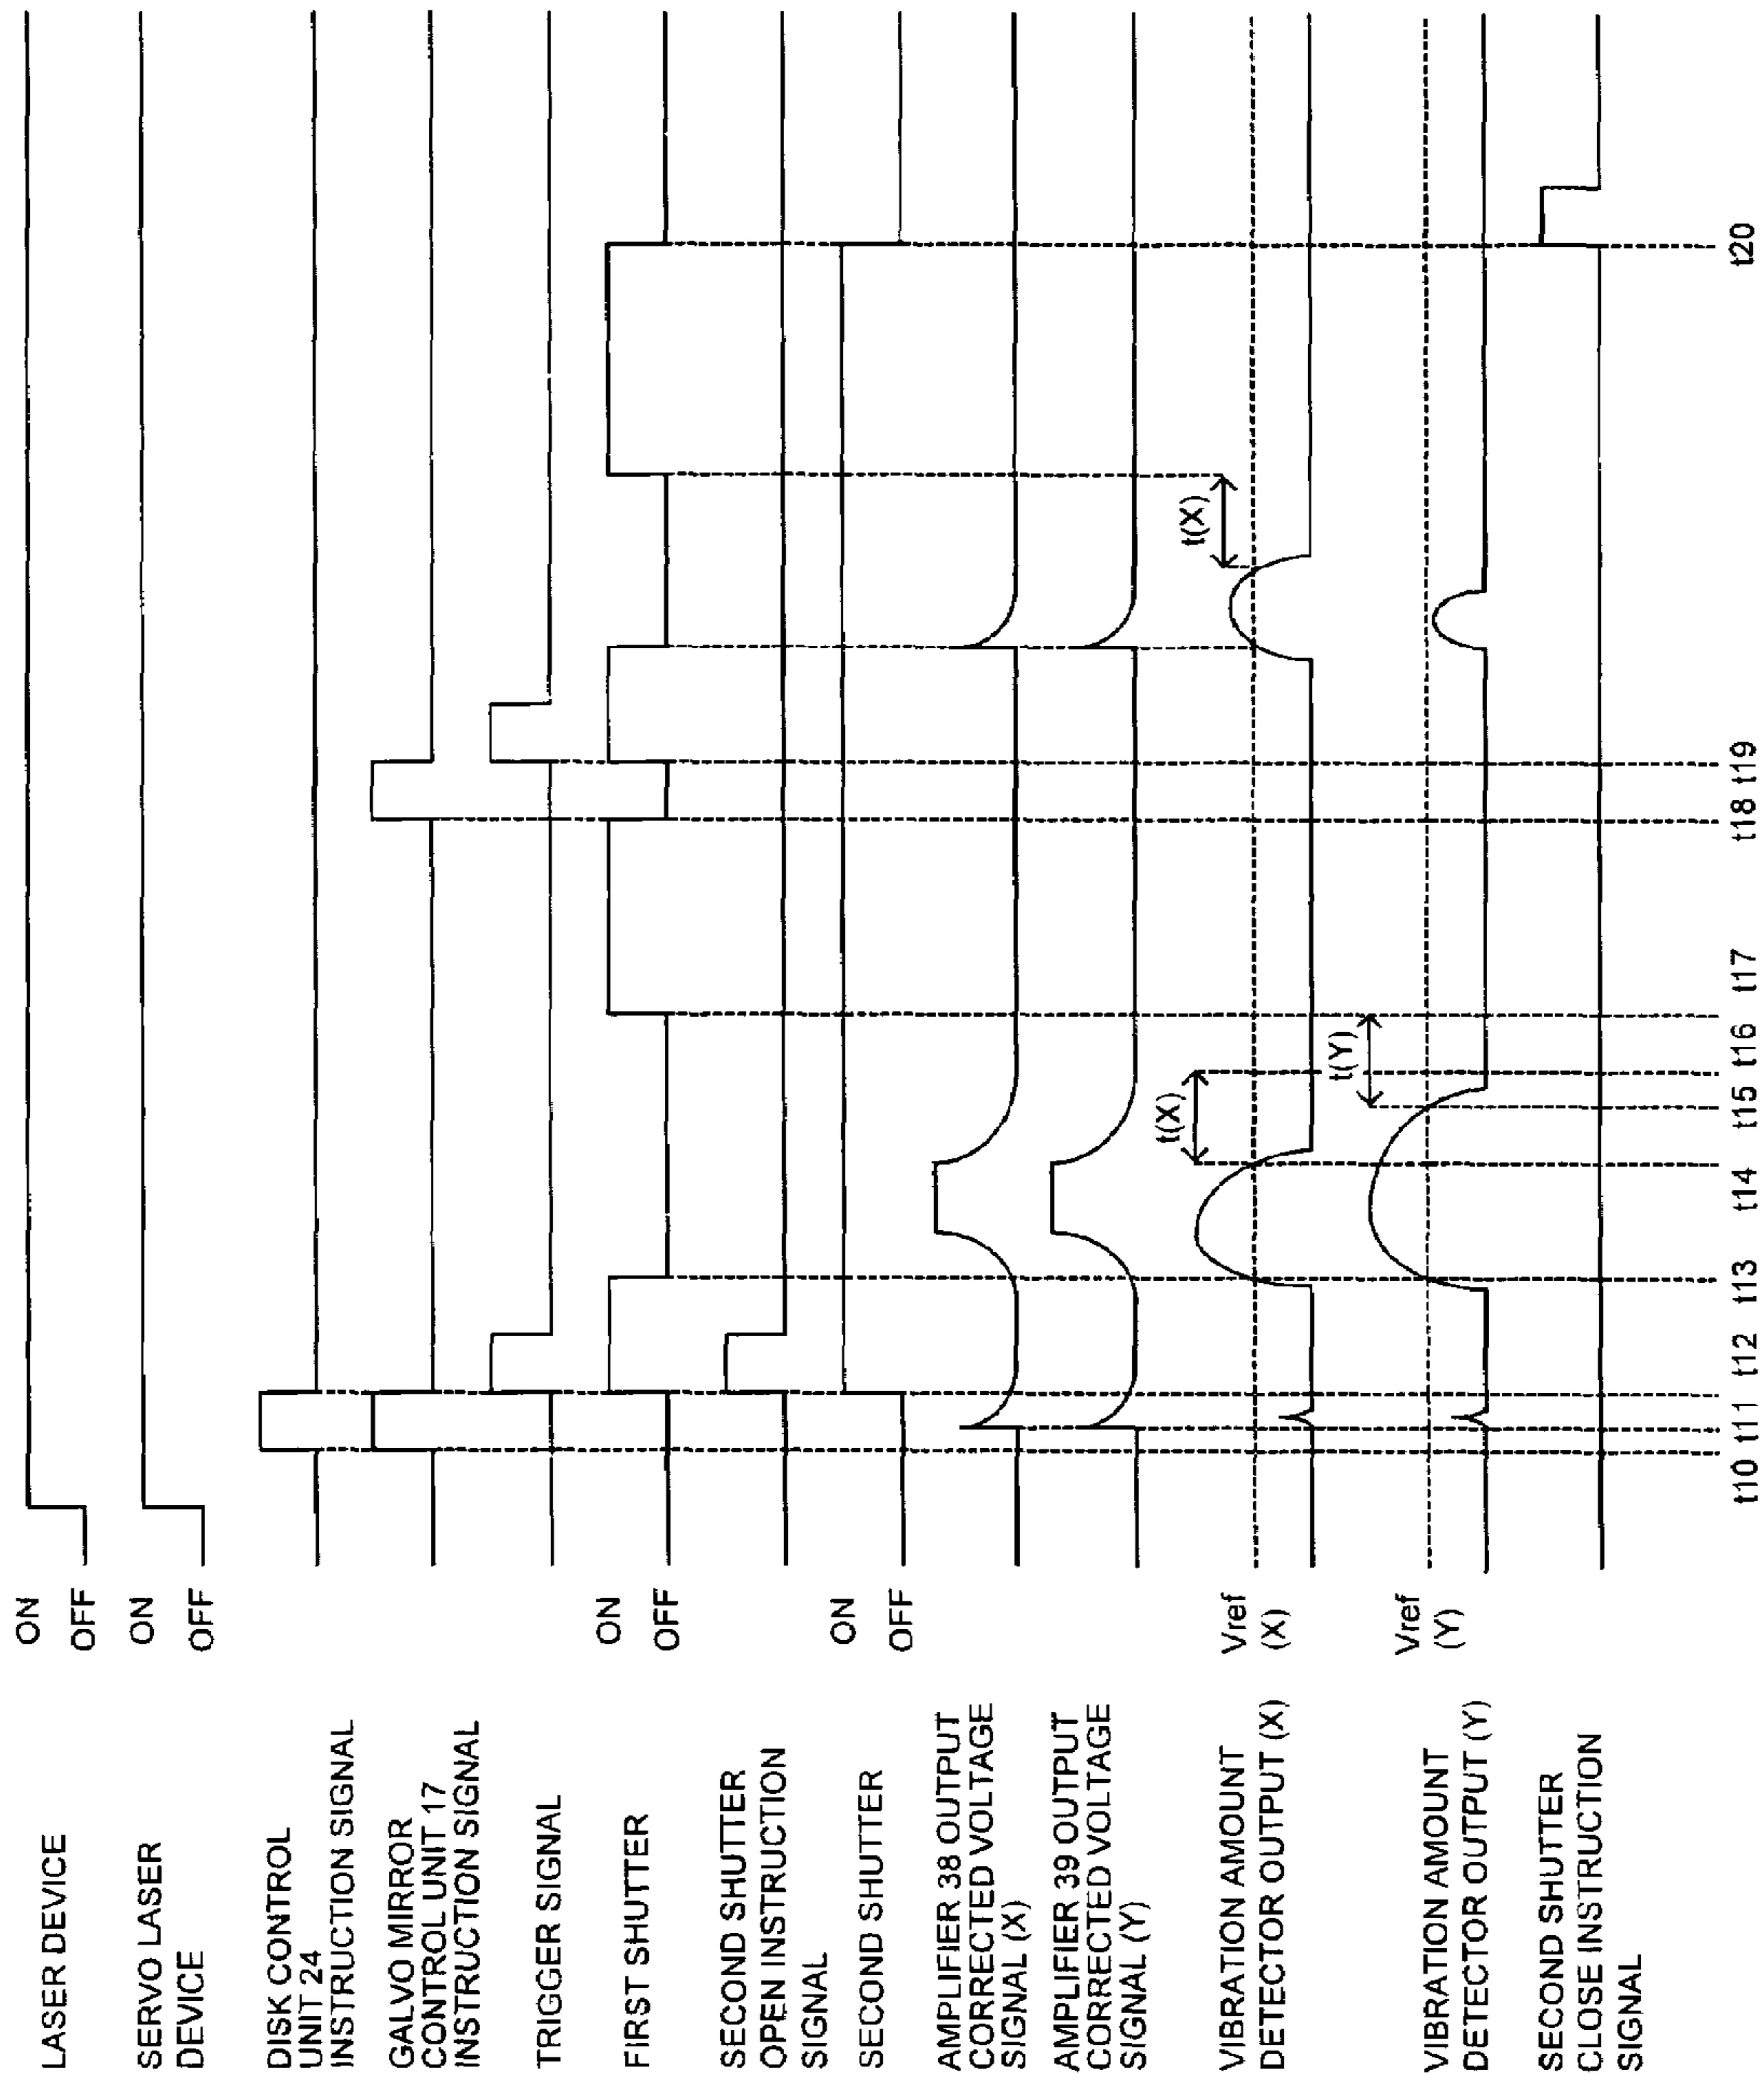 LASER DEVICE
ON
OFF
SERVO LASER
DEVICE
ON
OFF
DISK CONTROL
UNIT 24
INSTRUCTION SIGNAL
GALVO MIRROR
CONTROL UNIT 17
INSTRUCTION SIGNAL
TRIGGER SIGNAL
FIRST SHUTTER
ON
OFF
SECOND SHUTTER
OPEN INSTRUCTION
SIGNAL
SECOND SHUTTER
ON
OFF
AMPLIFIER 38 OUTPUT
CORRECTED VOLTAGE
SIGNAL (X)
AMPLIFIER 39 OUTPUT
CORRECTED VOLTAGE
SIGNAL (Y)
VIBRATION AMOUNT
DETECTOR OUTPUT (X)
Vref
(X)
t(X)
t(X)
VIBRATION AMOUNT
DETECTOR OUTPUT (Y)
Vref
(Y)
t(Y)
SECOND SHUTTER
CLOSE INSTRUCTION
SIGNAL
t10 t11 t12 t13 t14 t15 t16 t17 t18 t19 t20